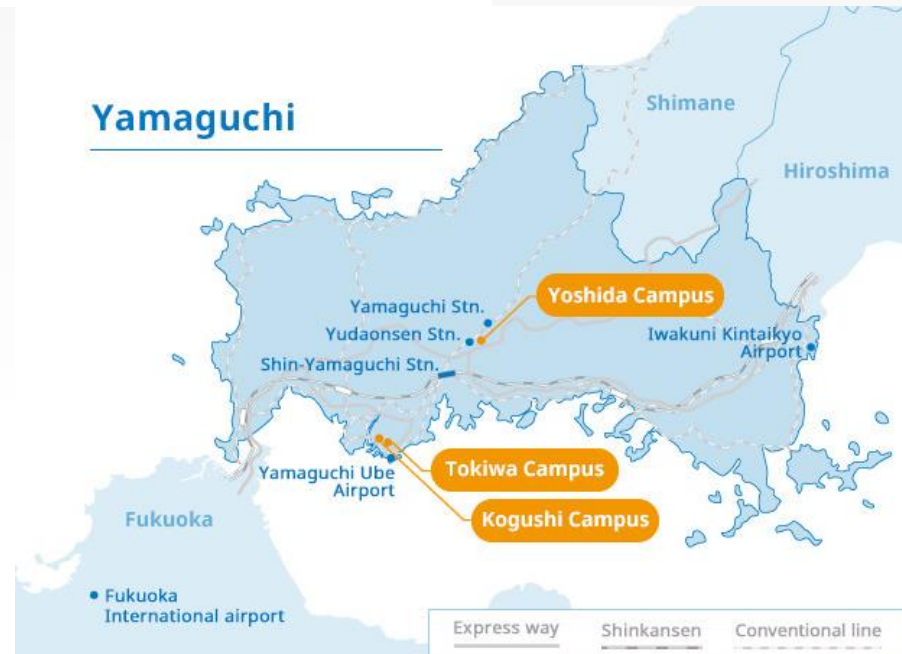 Yamaguchi
Shimane
Hiroshima
Yoshida Campus
Yamaguchi Stn.
Yudaonsen Stn.
Iwakuni Kintaikyo
Airport
Shin-Yamaguchi Stn.
Tokiwa Campus
Yamaguchi Ube
Airport
Kogushi Campus
Fukuoka
Fukuoka
International airport
Express way
Shinkansen
Conventional line